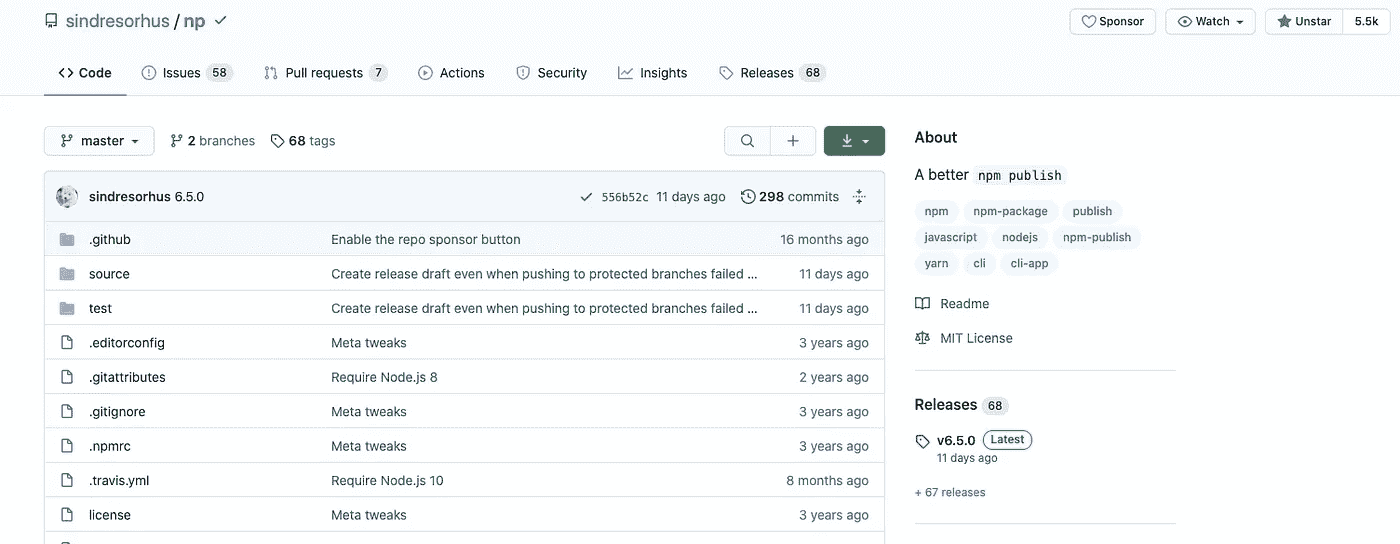 sindresorhus / np
Sponsor Watch Unstar 5.5k
Code Issues 58 Pull requests 7 Actions Security Insights Releases 68
master 2 branches 68 tags
sindresorhus 6.5.0 556b52c 11 days ago 298 commits
.github Enable the repo sponsor button 16 months ago
source Create release draft even when pushing to protected branches failed ... 11 days ago
test Create release draft even when pushing to protected branches failed ... 11 days ago
.editorconfig Meta tweaks 3 years ago
.gitattributes Require Node.js 8 2 years ago
.gitignore Meta tweaks 3 years ago
.npmrc Meta tweaks 3 years ago
.travis.yml Require Node.js 10 8 months ago
license Meta tweaks 3 years ago
About
A better npm publish
npm npm-package publish
javascript nodejs npm-publish
yarn cli cli-app
Readme
MIT License
Releases 68
v6.5.0 Latest
11 days ago
+ 67 releases